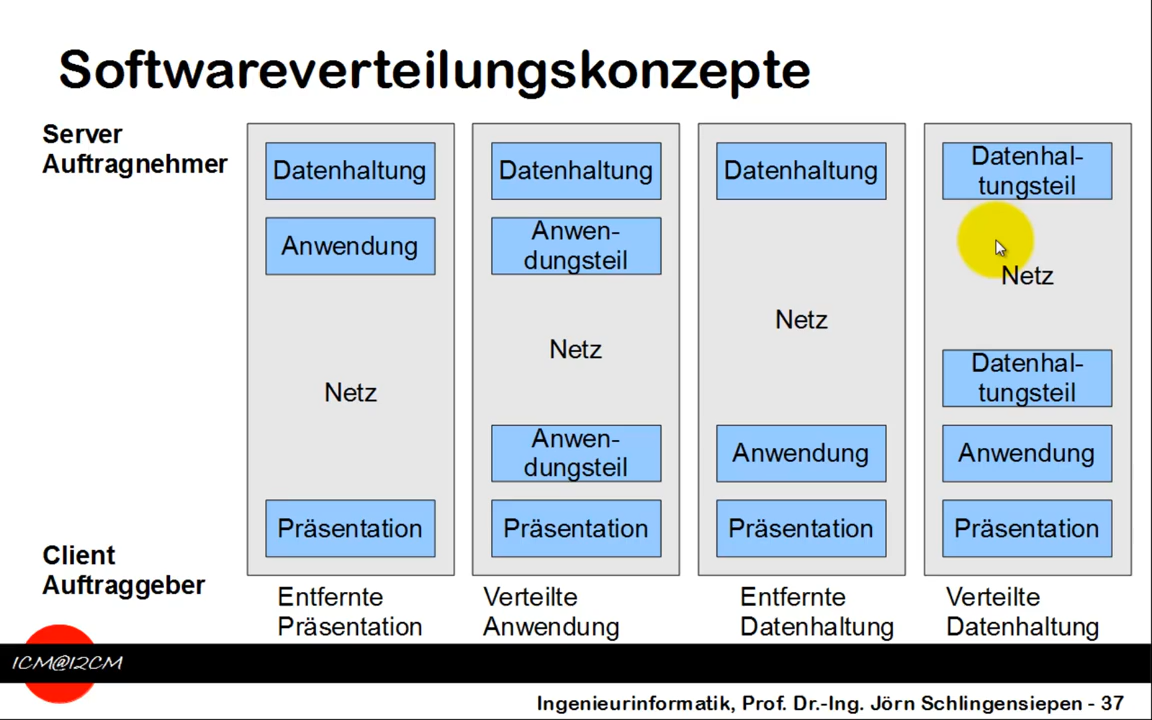 Softwareverteilungskonzepte
Server
Auftragnehmer
Datenhaltung
Anwendung
Netz
Präsentation
Entfernte
Präsentation
Datenhaltung
Anwen-
dungsteil
Netz
Anwen-
dungsteil
Präsentation
Verteilte
Anwendung
Datenhaltung
Netz
Anwendung
Präsentation
Entfernte
Datenhaltung
Datenhal-
tungsteil
Netz
Datenhal-
tungsteil
Anwendung
Präsentation
Verteilte
Datenhaltung
Client
Auftraggeber
ICM@I2CM
Ingenieurinformatik, Prof. Dr.-Ing. Jörn Schlingensiepen - 37